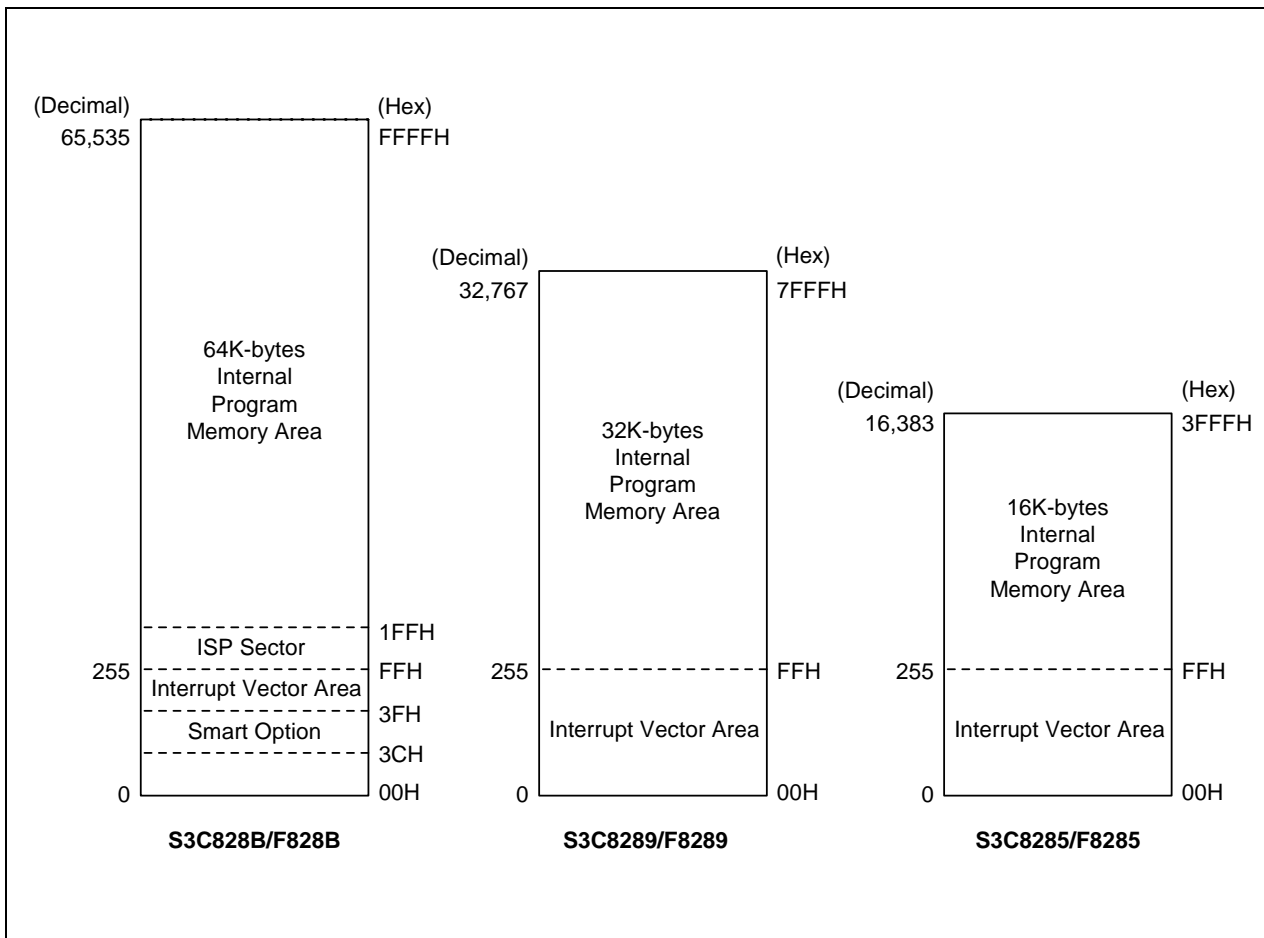 (Decimal)
65,535
(Hex)
FFFFH
64K-bytes
Internal
Program
Memory Area
1FFH
ISP Sector
255
FFH
Interrupt Vector Area
3FH
Smart Option
3CH
0
00H
S3C828B/F828B
(Decimal)
32,767
(Hex)
7FFFH
32K-bytes
Internal
Program
Memory Area
255
FFH
Interrupt Vector Area
0
00H
S3C8289/F8289
(Decimal)
16,383
(Hex)
3FFFH
16K-bytes
Internal
Program
Memory Area
255
FFH
Interrupt Vector Area
0
00H
S3C8285/F8285